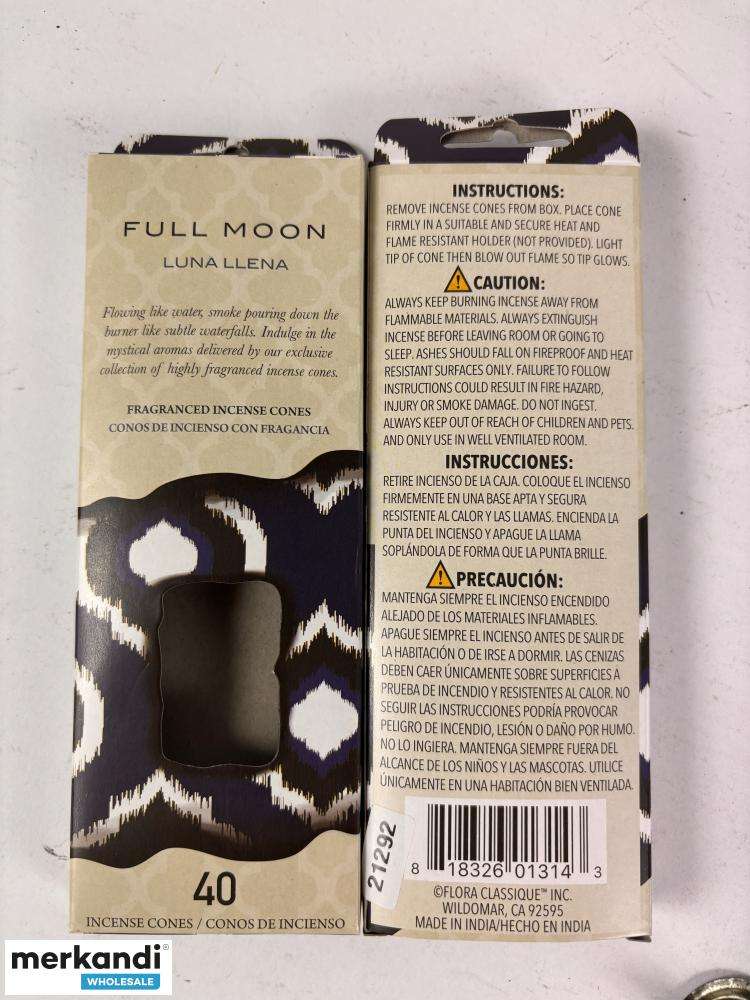 FULL MOON
LUNA LLENA
Flowing like water, smoke pouring down the
burner like subtle waterfalls. Indulge in the
mystical aromas delivered by our exclusive
collection of highly fragranced incense cones.
FRAGRANCED INCENSE CONES
CONOS DE INCIENSO CON FRAGANCIA
40
INCENSE CONES / CONOS DE INCIENSO
INSTRUCTIONS:
REMOVE INCENSE CONES FROM BOX. PLACE CONE
FIRMLY IN A SUITABLE AND SECURE HEAT AND
FLAME RESISTANT HOLDER (NOT PROVIDED). LIGHT
TIP OF CONE THEN BLOW OUT FLAME SO TIP GLOWS.
CAUTION:
ALWAYS KEEP BURNING INCENSE AWAY FROM
FLAMMABLE MATERIALS. ALWAYS EXTINGUISH
INCENSE BEFORE LEAVING ROOM OR GOING TO
SLEEP. ASHES SHOULD FALL ON FIREPROOF AND HEAT
RESISTANT SURFACES ONLY. FAILURE TO FOLLOW
INSTRUCTIONS COULD RESULT IN FIRE HAZARD,
INJURY OR SMOKE DAMAGE. DO NOT INGEST.
ALWAYS KEEP OUT OF REACH OF CHILDREN AND PETS.
AND ONLY USE IN WELL VENTILATED ROOM.
INSTRUCCIONES:
RETIRE INCIENSO DE LA CAJA. COLOQUE EL INCIENSO
FIRMEMENTE EN UNA BASE APTA Y SEGURA
RESISTENTE AL CALOR Y LAS LLAMAS. ENCIENDA LA
PUNTA DEL INCIENSO Y APAGUE LA LLAMA
SOPLÁNDOLA DE FORMA QUE LA PUNTA BRILLE.
PRECAUCIÓN:
MANTENGA SIEMPRE EL INCIENSO ENCENDIDO
ALEJADO DE LOS MATERIALES INFLAMABLES.
APAGUE SIEMPRE EL INCIENSO ANTES DE SALIR DE
LA HABITACIÓN O DE IRSE A DORMIR. LAS CENIZAS
DEBEN CAER ÚNICAMENTE SOBRE SUPERFICIES A
PRUEBA DE INCENDIO Y RESISTENTES AL CALOR. NO
SEGUIR LAS INSTRUCCIONES PODRÍA PROVOCAR
PELIGRO DE INCENDIO, LESIÓN O DAÑO POR HUMO.
NO LO INGIERA. MANTENGA SIEMPRE FUERA DEL
ALCANCE DE LOS NIÑOS Y LAS MASCOTAS. UTILICE
ÚNICAMENTE EN UNA HABITACIÓN BIEN VENTILADA.
21292
8 18326 01314 3
©FLORA CLASSIQUE™ INC.
WILDOMAR, CA 92595
MADE IN INDIA/HECHO EN INDIA
merkandi®
WHOLESALE